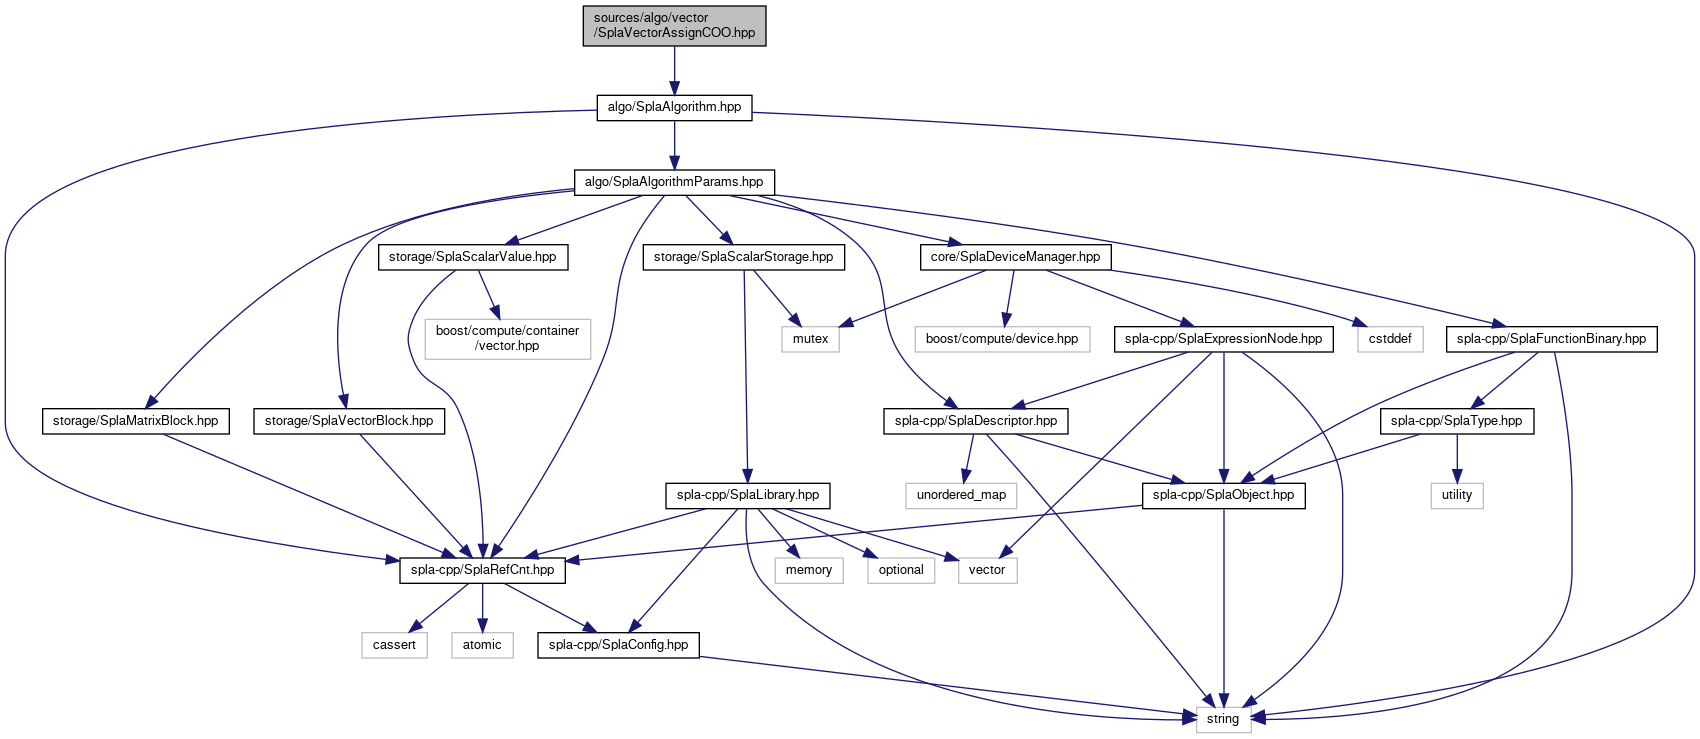 sources/algo/vector
/SplaVectorAssignCOO.hpp
algo/SplaAlgorithm.hpp
algo/SplaAlgorithmParams.hpp
storage/SplaScalarValue.hpp
storage/SplaScalarStorage.hpp
core/SplaDeviceManager.hpp
boost/compute/container
/vector.hpp
mutex
boost/compute/device.hpp
spla-cpp/SplaExpressionNode.hpp
cstddef
spla-cpp/SplaFunctionBinary.hpp
storage/SplaMatrixBlock.hpp
storage/SplaVectorBlock.hpp
spla-cpp/SplaDescriptor.hpp
spla-cpp/SplaType.hpp
spla-cpp/SplaLibrary.hpp
unordered_map
spla-cpp/SplaObject.hpp
utility
spla-cpp/SplaRefCnt.hpp
memory
optional
vector
cassert
atomic
spla-cpp/SplaConfig.hpp
string